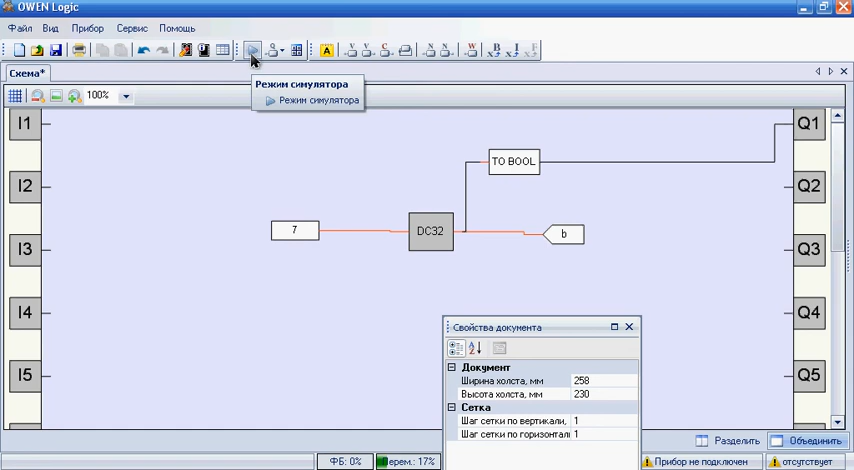 OWEN Logic
Файл Вид Прибор Сервис Помощь
Схема*
100%
Режим симулятора
Режим симулятора
I1
Q1
TO BOOL
I2
Q2
7
DC32
b
I3
Q3
I4
Q4
I5
Q5
Свойства документа
Документ
Ширина холста, мм 258
Высота холста, мм 230
Сетка
Шаг сетки по вертикали, 1
Шаг сетки по горизонтал 1
Разделить Объединить
ФБ: 0% Перем.: 17% Прибор не подключен отсутствует